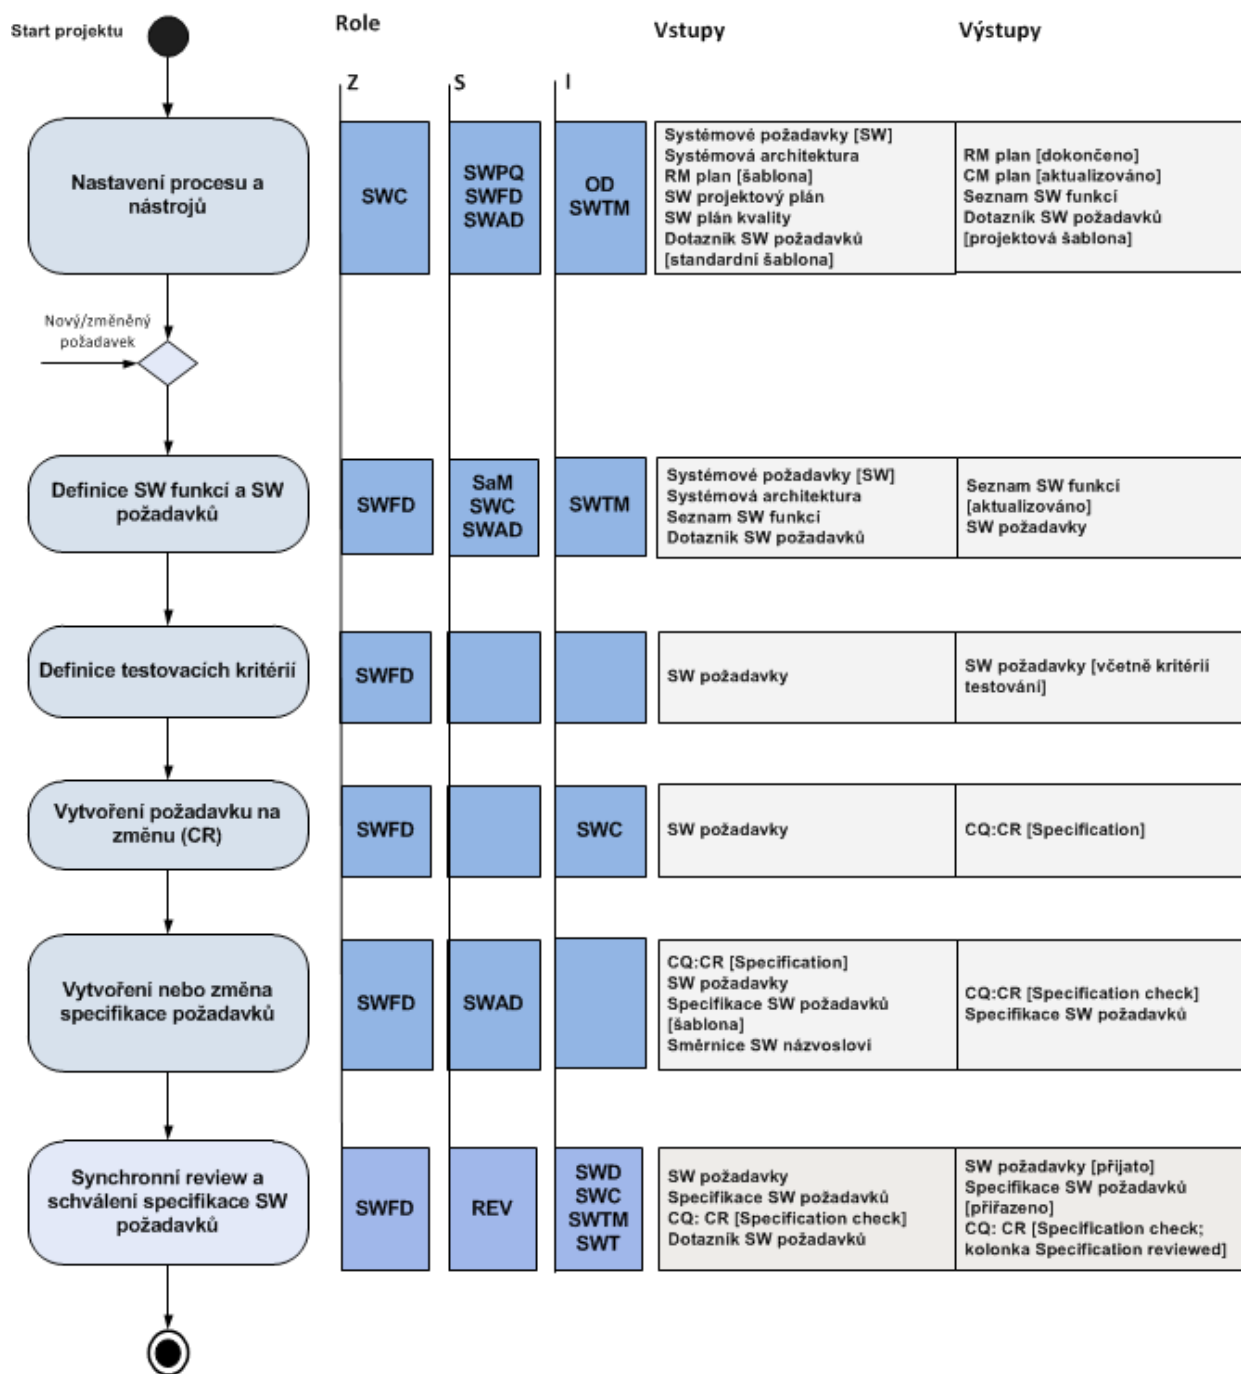 Start projektu
Role
Vstupy
Výstupy
Z
S
I
Nastavení procesu a
nástrojů
SWC
SWPQ
SWFD
SWAD
OD
SWTM
Systémové požadavky [SW]
Systémová architektura
RM plan [šablona]
SW projektový plán
SW plán kvality
Dotazník SW požadavků
[standardní šablona]
RM plan [dokončeno]
CM plan [aktualizováno]
Seznam SW funkcí
Dotazník SW požadavků
[projektová šablona]
Nový/změněný
požadavek
Definice SW funkcí a SW
požadavků
SWFD
SaM
SWC
SWAD
SWTM
Systémové požadavky [SW]
Systémová architektura
Seznam SW funkcí
Dotazník SW požadavků
Seznam SW funkcí
[aktualizováno]
SW požadavky
Definice testovacích kritérií
SWFD
SW požadavky
SW požadavky [včetně kritérií
testování]
Vytvoření požadavku na
změnu (CR)
SWFD
SWC
SW požadavky
CQ:CR [Specification]
Vytvoření nebo změna
specifikace požadavků
SWFD
SWAD
CQ:CR [Specification]
SW požadavky
Specifikace SW požadavků
[šablona]
Směrnice SW názvosloví
CQ:CR [Specification check]
Specifikace SW požadavků
Synchronní review a
schválení specifikace SW
požadavků
SWFD
REV
SWD
SWC
SWTM
SWT
SW požadavky
Specifikace SW požadavků
CQ: CR [Specification check]
Dotazník SW požadavků
SW požadavky [přijato]
Specifikace SW požadavků
[přiřazeno]
CQ: CR [Specification check;
kolonka Specification reviewed]